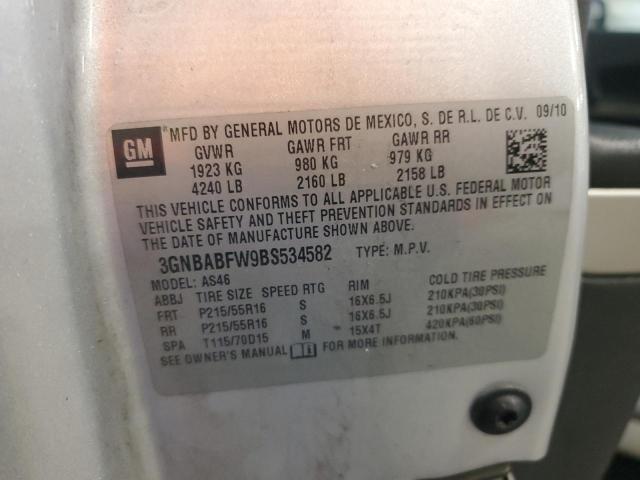 GM
MFD BY GENERAL MOTORS DE MEXICO, S. DE R.L. DE C.V. 09/10
GVWR GAWR FRT GAWR RR
1923 KG 980 KG 979 KG
4240 LB 2160 LB 2158 LB
THIS VEHICLE CONFORMS TO ALL APPLICABLE U.S. FEDERAL MOTOR
VEHICLE SAFETY AND THEFT PREVENTION STANDARDS IN EFFECT ON
THE DATE OF MANUFACTURE SHOWN ABOVE.
3GNBABFW9BS534582 TYPE: M.P.V.
MODEL: AS46
ABBJ TIRE SIZE SPEED RTG RIM COLD TIRE PRESSURE
FRT P215/55R16 S 16X6.5J 210KPA(30PSI)
RR P215/55R16 S 16X6.5J 210KPA(30PSI)
SPA T115/70D15 M 15X4T 420KPA(60PSI)
SEE OWNER'S MANUAL FOR MORE INFORMATION